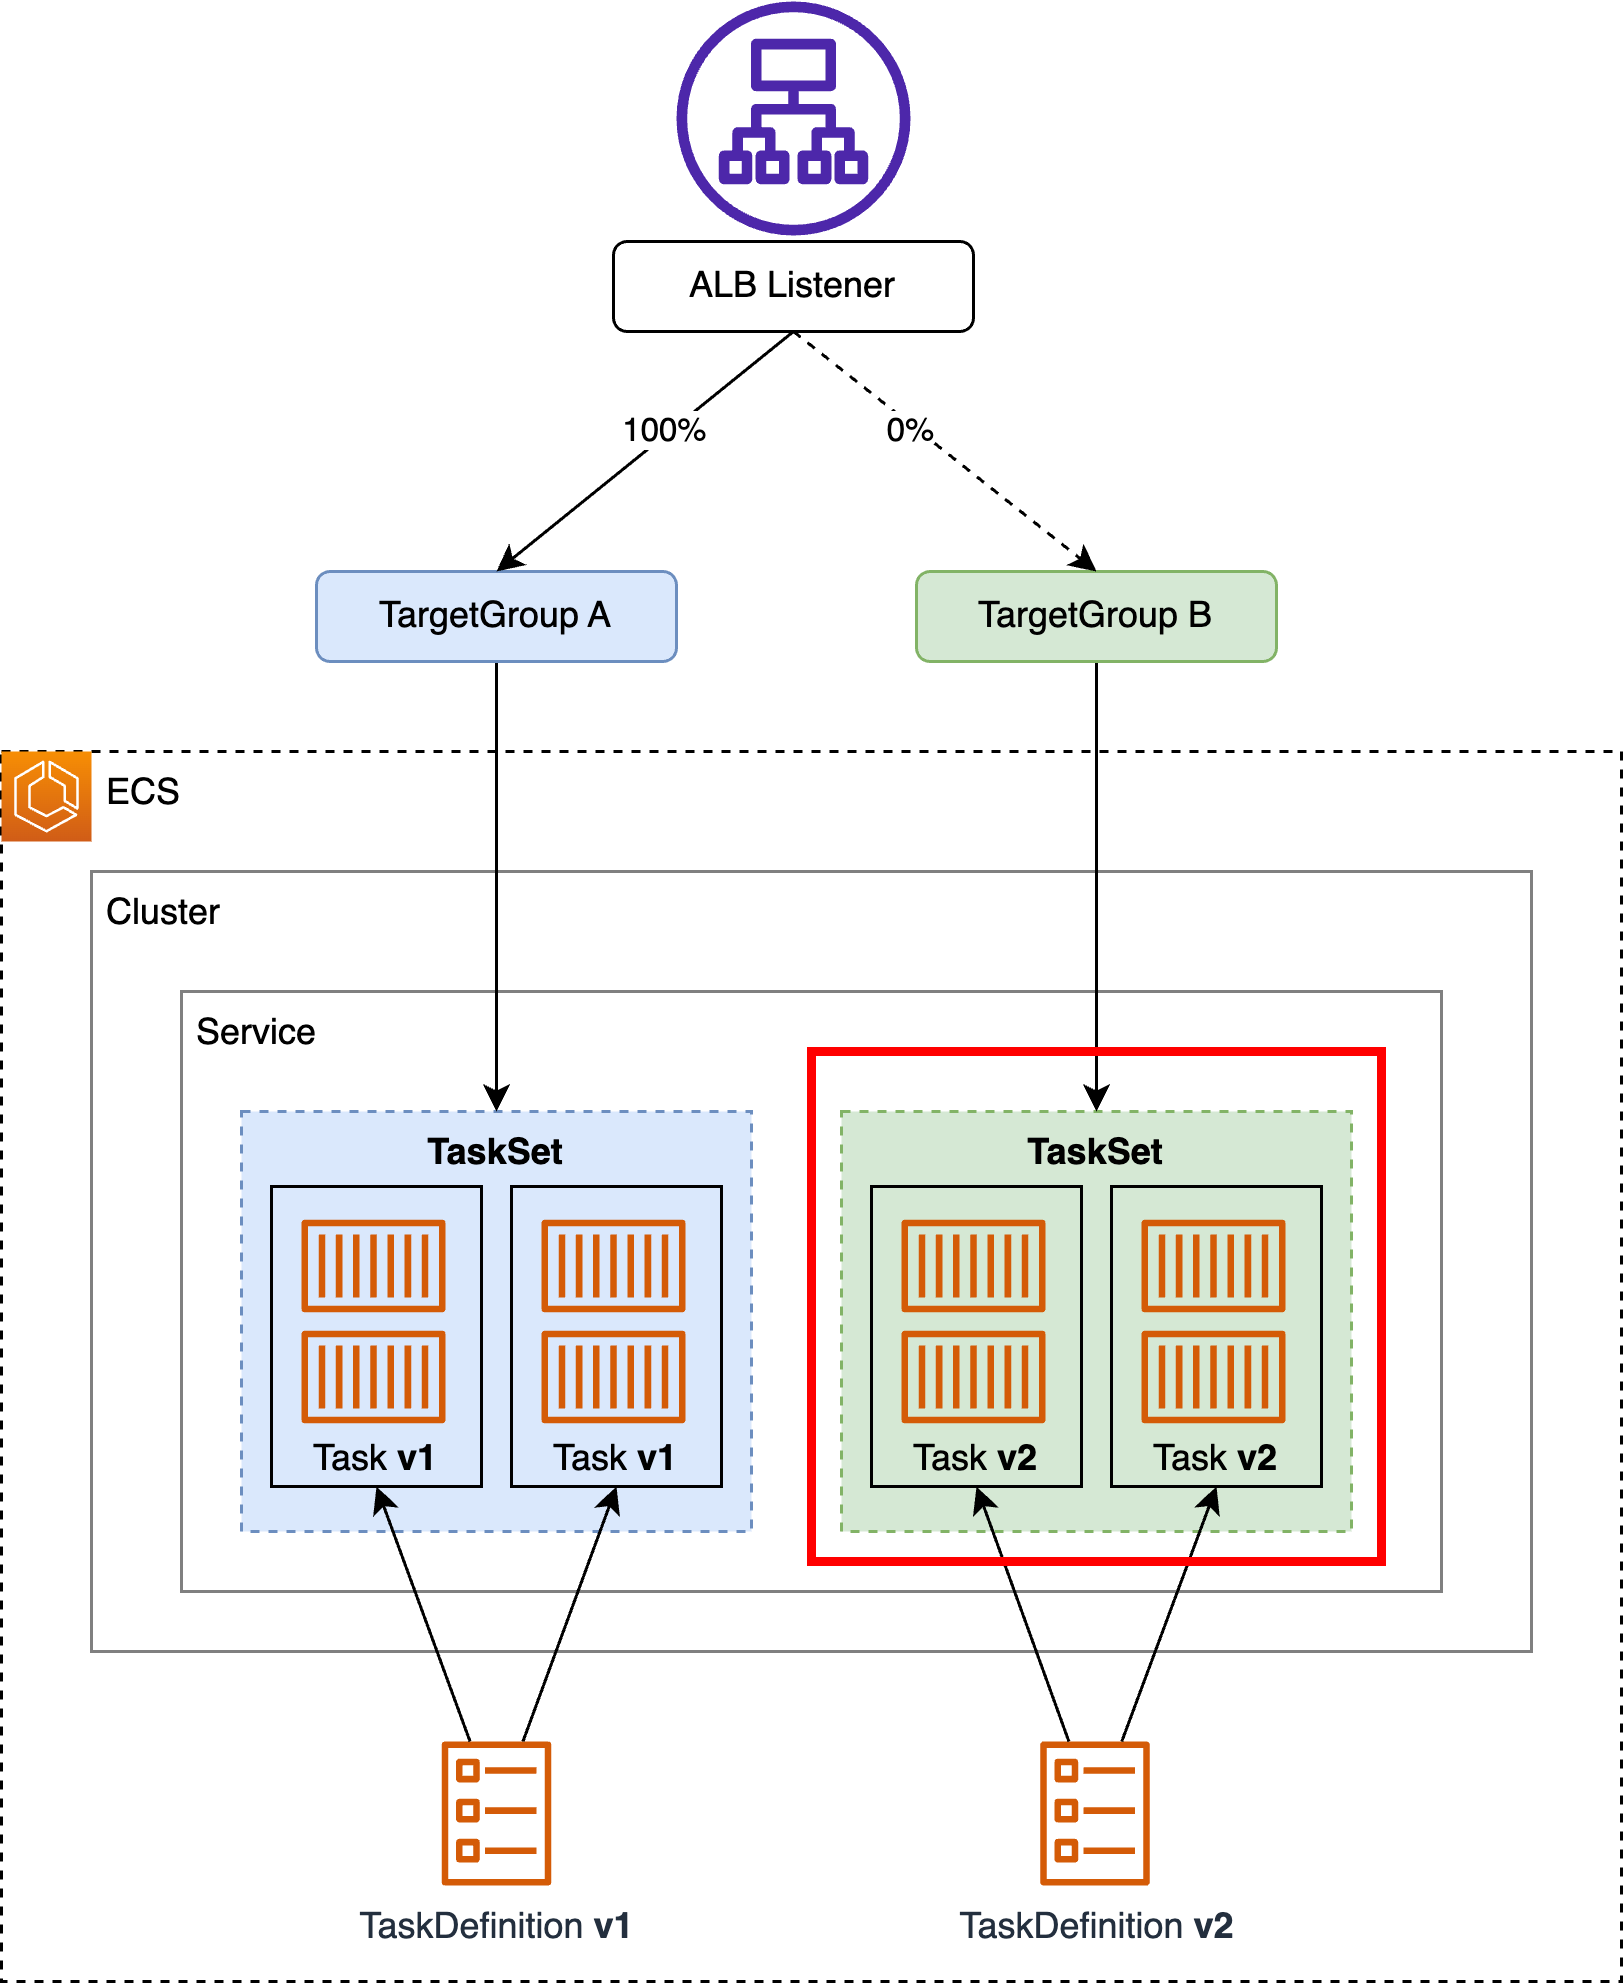 ALB Listener
100%
0%
TargetGroup A
TargetGroup B
ECS
Cluster
Service
TaskSet
TaskSet
Task v1
Task v1
Task v2
Task v2
TaskDefinition v1
TaskDefinition v2